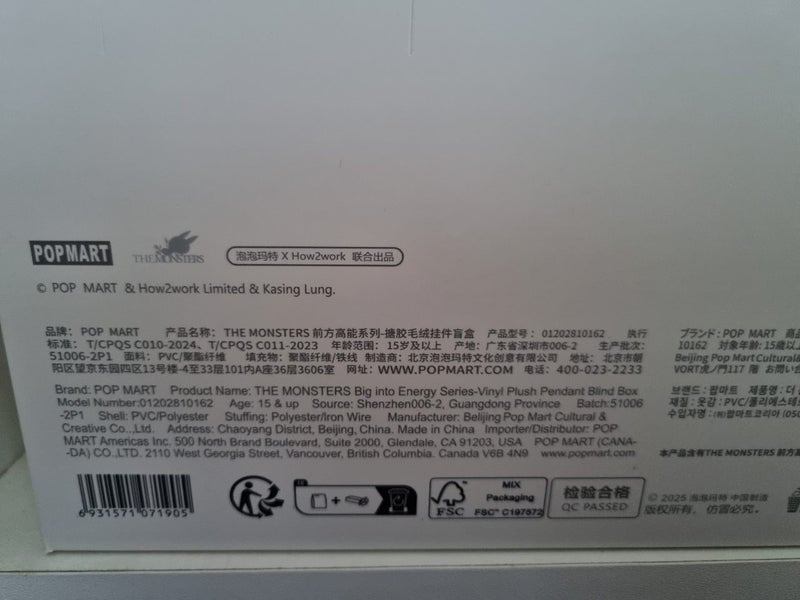 POPMART THE MONSTERS 泡泡玛特 X How2work 联合出品
© POP MART & How2work Limited & Kasing Lung.
品牌: POP MART 产品名称: THE MONSTERS 前方高能系列-搪胶毛绒挂件盲盒 产品型号: 01202810162 执行
标准: T/CPQS C010-2024、T/CPQS C011-2023 年龄范围: 15岁及以上 产地: 广东省深圳市006-2 生产批次:
51006-2P1 面料: PVC/聚酯纤维 填充物: 聚酯纤维/铁线 制造商: 北京泡泡玛特文化创意有限公司 地址: 北京市朝
阳区望京东园四区13号楼-4至33层101内A座36层3606室 网址: WWW.POPMART.COM 电话: 400-023-2233
Brand: POP MART Product Name: THE MONSTERS Big into Energy Series-Vinyl Plush Pendant Blind Box
Model Number:01202810162 Age: 15 & up Source: Shenzhen006-2, Guangdong Province Batch:51006
-2P1 Shell: PVC/Polyester Stuffing: Polyester/Iron Wire Manufacturer: Beijing Pop Mart Cultural &
Creative Co.,Ltd. Address: Chaoyang District, Beijing, China. Made in China Importer/Distributor: POP
MART Americas Inc. 500 North Brand Boulevard, Suite 2000, Glendale, CA 91203, USA POP MART (CANA-
-DA) CO.,LTD. 2110 West Georgia Street, Vancouver, British Columbia. Canada V6B 4N9 www.popmart.com
ブランド: POP MART 商品
10162 対象年齢: 15歳以上
Beijing Pop Mart Cultural&
VORT虎ノ門117 階 お問い合
브랜드 : 팝마트 제품명 : 더
재질 : 옷감 : PVC/폴리에스테
수입자명 : (㈜) 팝마트코리아 (050
本产品含有THE MONSTERS 前方高
6931571071905
FSC
MIX
Packaging
FSC™ C197672
检验合格
QC PASSED
© 2025 泡泡玛特 中国制造
版权所有，仿冒必究。